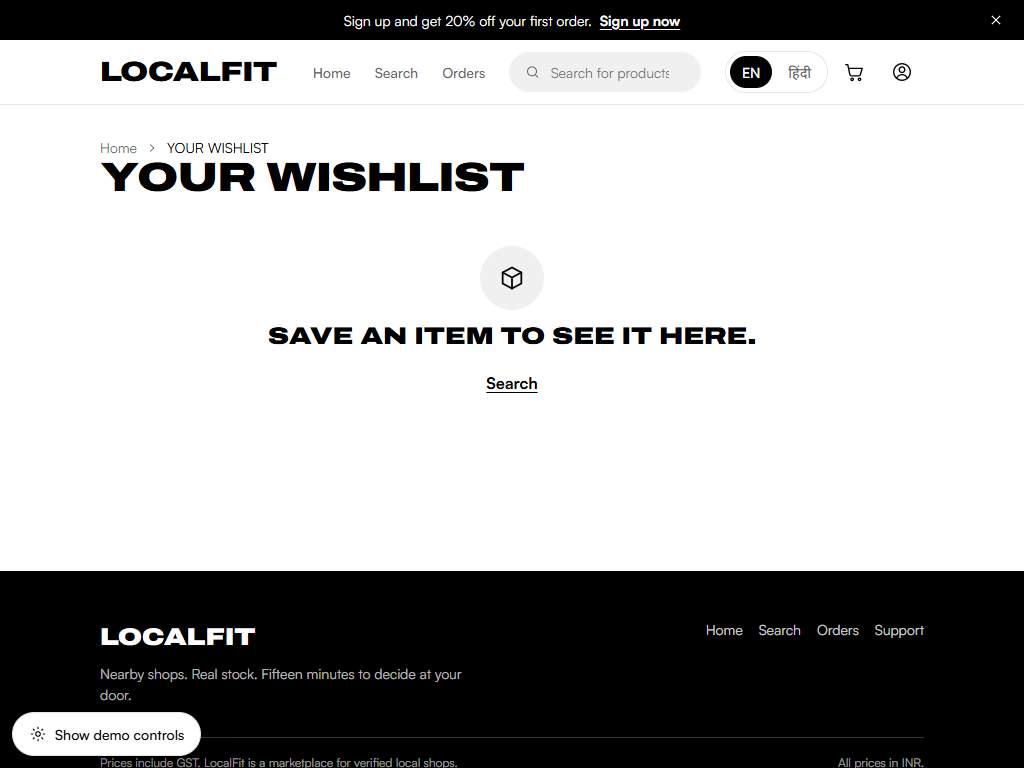 Sign up and get 20% off your first order. Sign up now
LOCALFIT
Home
Search
Orders
Search for products
EN
हिंदी
Home > YOUR WISHLIST
YOUR WISHLIST
SAVE AN ITEM TO SEE IT HERE.
Search
LOCALFIT
Home
Search
Orders
Support
Nearby shops. Real stock. Fifteen minutes to decide at your
door.
Show demo controls
Prices include GST. LocalFit is a marketplace for verified local shops.
All prices in INR.